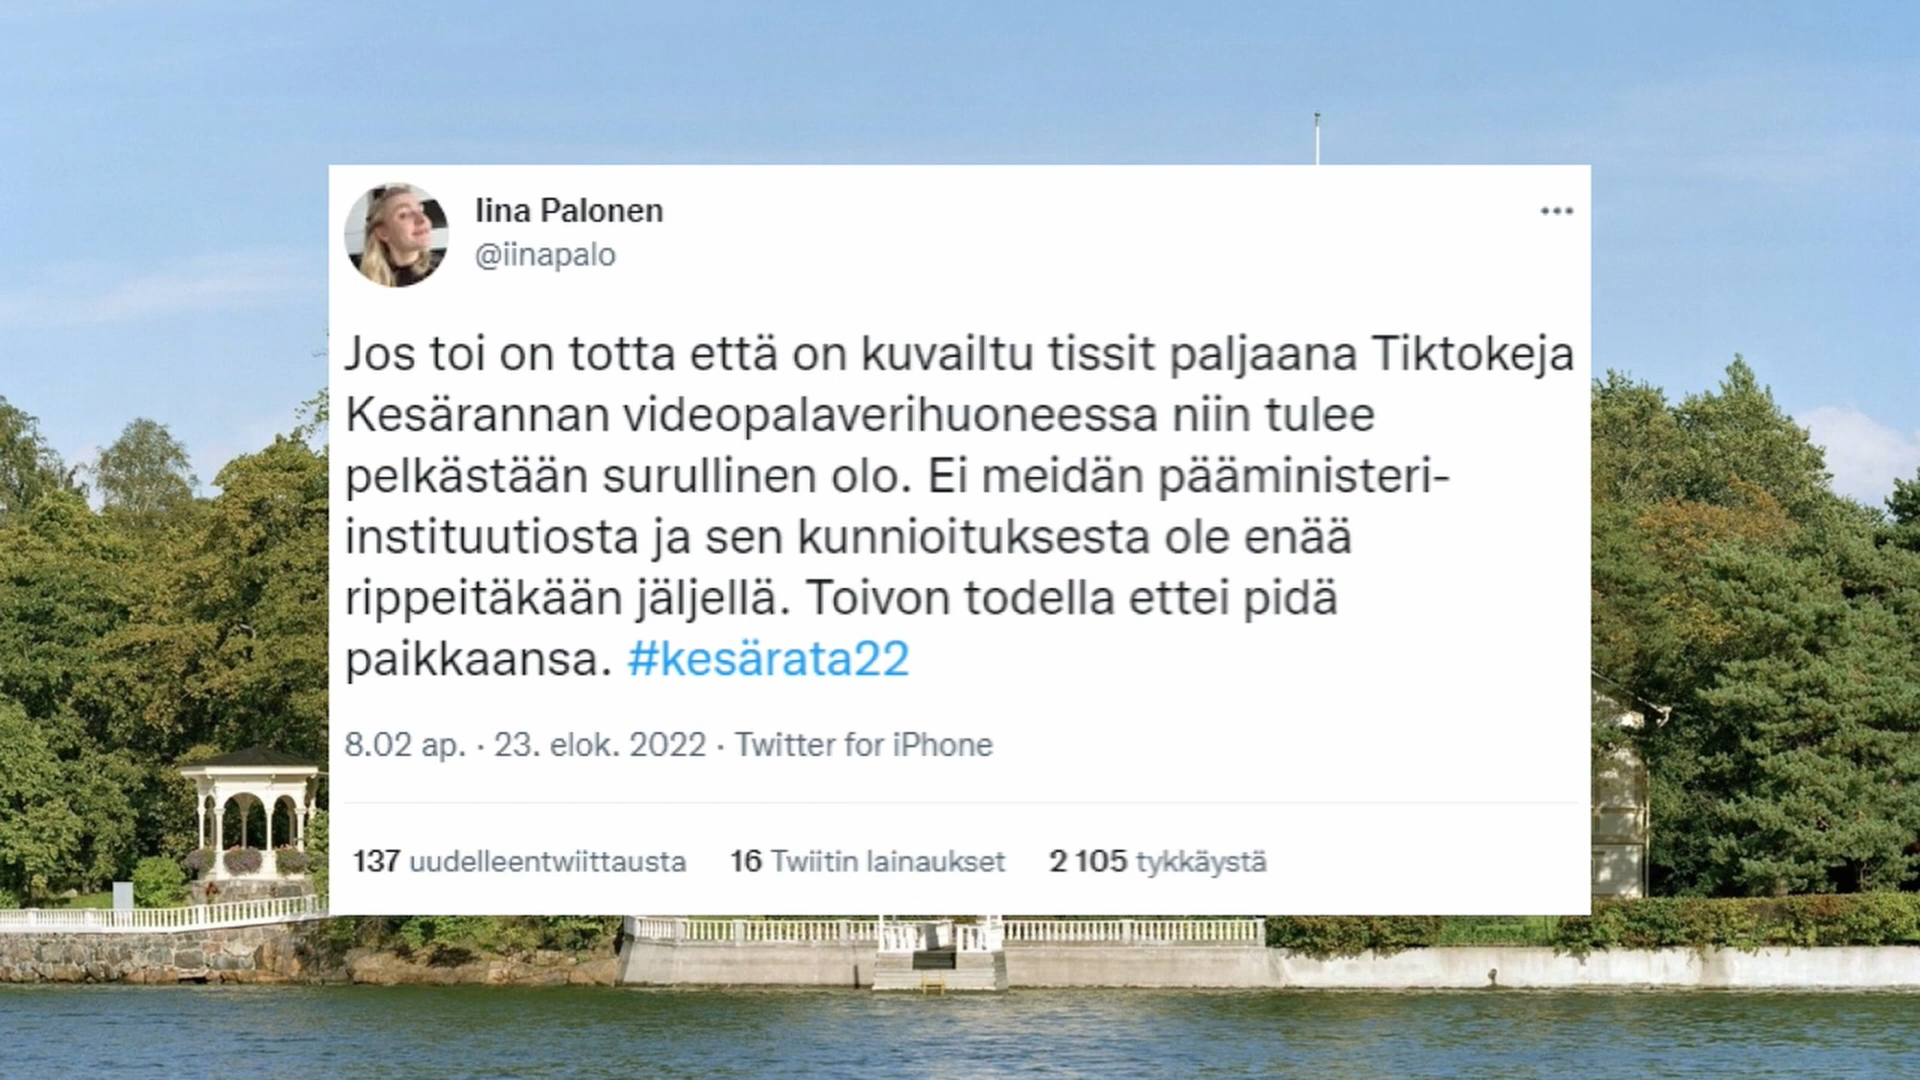 Iina Palonen
@iinapalo
Jos toi on totta että on kuvailtu tissit paljaana Tiktokeja
Kesärannan videopalaverihuoneessa niin tulee
pelkästään surullinen olo. Ei meidän pääministeri-
instituutiosta ja sen kunnioituksesta ole enää
rippeitäkään jäljellä. Toivon todella ettei pidä
paikkaansa. #kesärata22
8.02 ap. · 23. elok. 2022 · Twitter for iPhone
137 uudelleentwiittausta 16 Twiitin lainaukset 2 105 tykkäystä